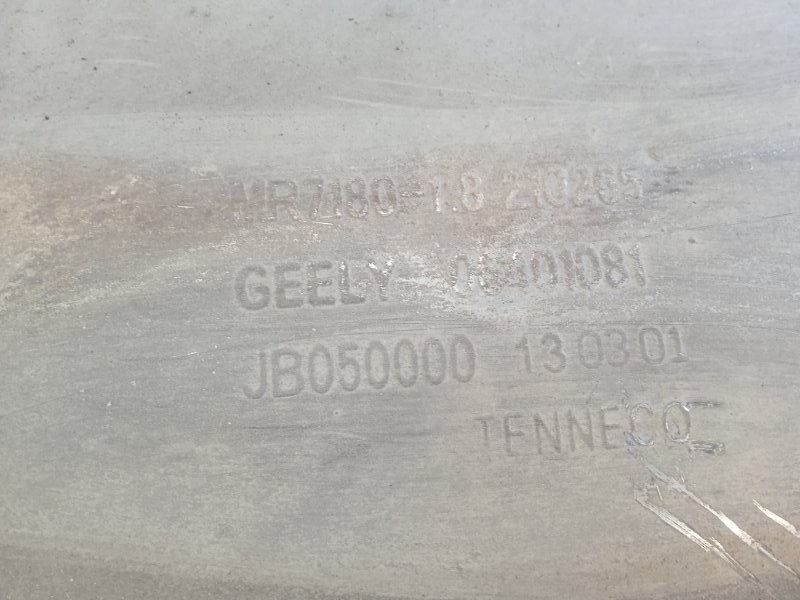 MR7180-1.8 210265
GEELY
JB050000 130301
TENNECO